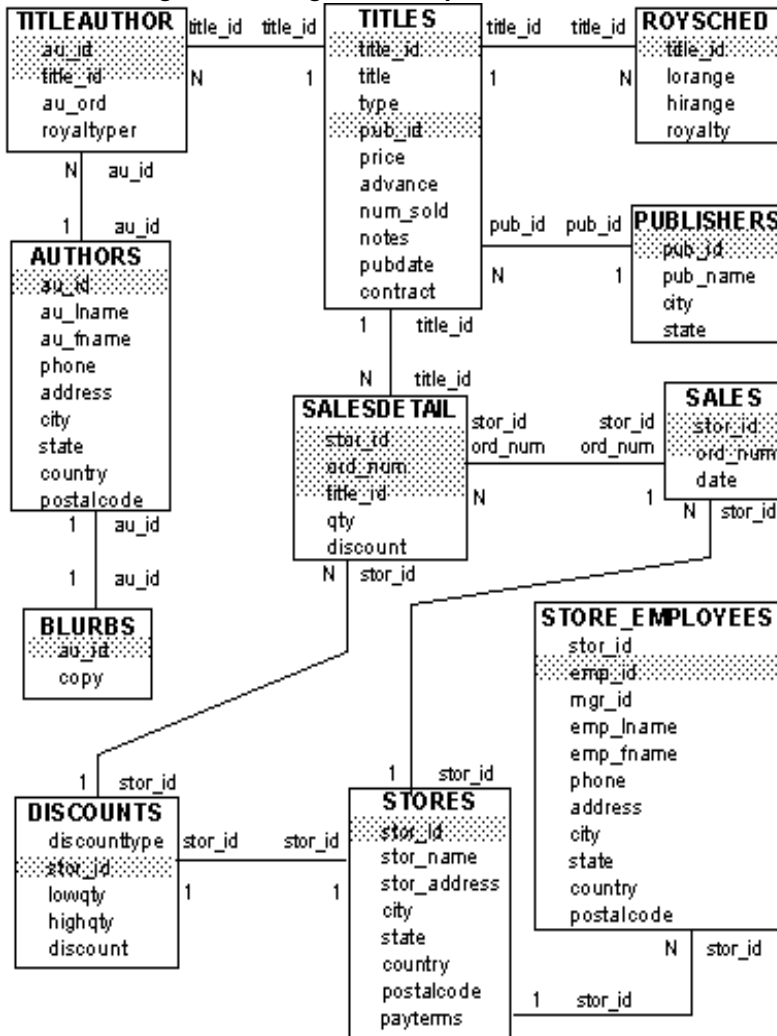 TITLEAUTHOR
au_id
title_id
au_ord
royaltyper
title_id title_id
N 1
TITLES
title_id
title
type
pub_id
price
advance
num_sold
notes
pubdate
contract
title_id title_id
1 N
ROYSCHED
title_id
lorange
hirange
royalty
N au_id
1 au_id
pub_id pub_id
N 1
PUBLISHERS
pub_id
pub_name
city
state
AUTHORS
au_id
au_lname
au_fname
phone
address
city
state
country
postalcode
1 title_id
N title_id
SALESDETAIL
stor_id
ord_num
title_id
qty
discount
stor_id stor_id
ord_num ord_num
N 1
SALES
stor_id
ord_num
date
N stor_id
1 au_id
1 au_id
N stor_id
BLURBS
au_id
copy
STORE_EMPLOYEES
stor_id
emp_id
mgr_id
emp_lname
emp_fname
phone
address
city
state
country
postalcode
1 stor_id
1 stor_id
DISCOUNTS
discounttype
stor_id
lowqty
highqty
discount
stor_id stor_id
1 1
STORES
stor_id
stor_name
stor_address
city
state
country
postalcode
payterms
N stor_id
1 stor_id